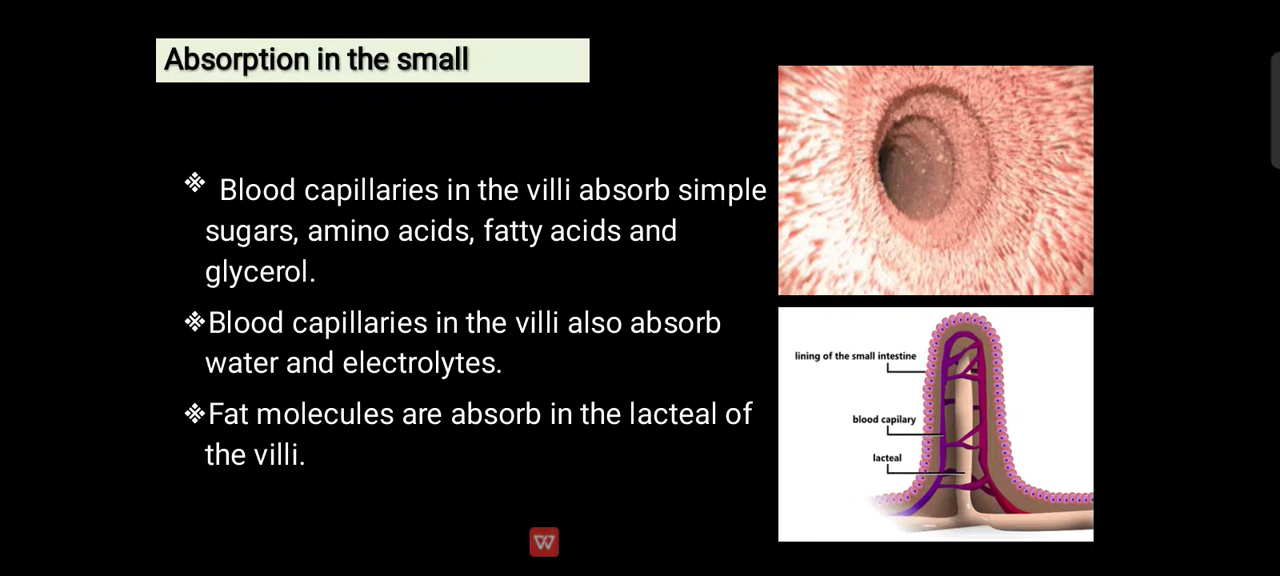 Absorption in the small
❖ Blood capillaries in the villi absorb simple
sugars, amino acids, fatty acids and
glycerol.
❖Blood capillaries in the villi also absorb
water and electrolytes.
❖Fat molecules are absorb in the lacteal of
the villi.
lining of the small intestine
blood capilary
lacteal
W